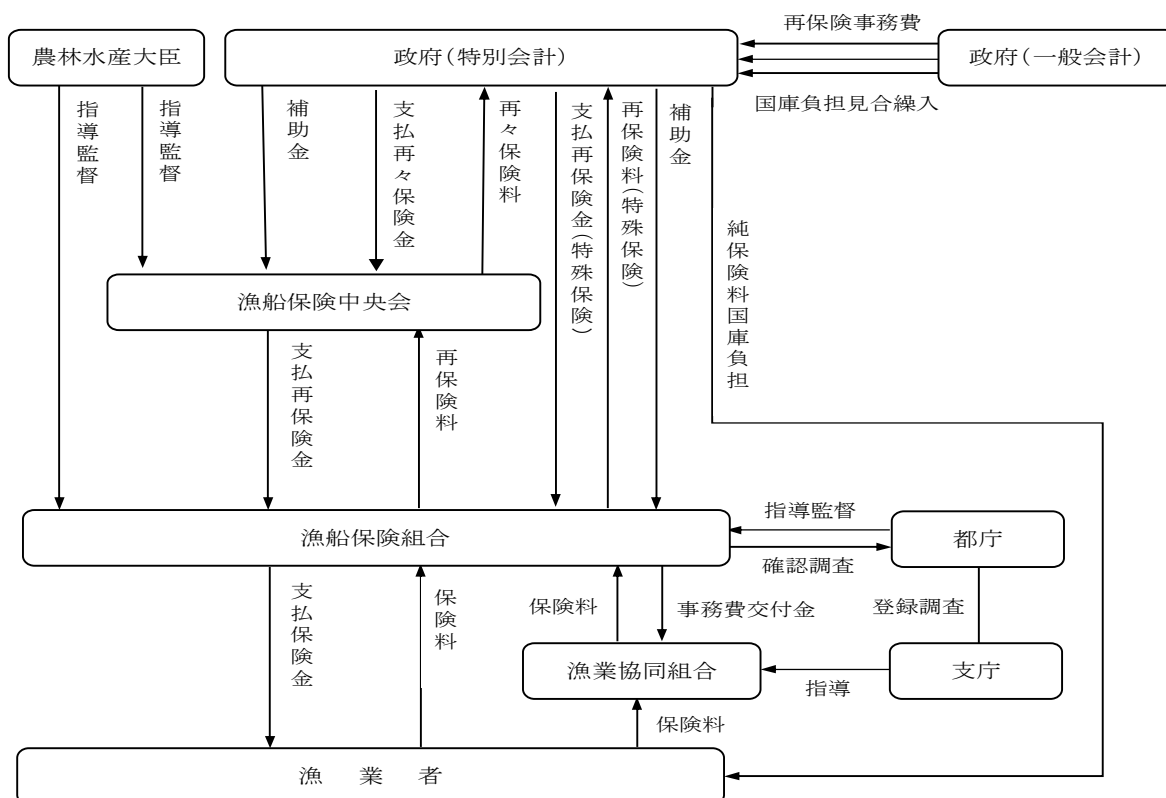 再保険事務費
農林水産大臣
政府(特別会計)
政府(一般会計)
国庫負担見合繰入
指導監督
指導監督
補助金
支払再々保険金
再々保険料
支払再保険金(特殊保険)
再保険料(特殊保険)
補助金
純保険料国庫負担
漁船保険中央会
支払再保険金
再保険料
漁船保険組合
指導監督
確認調査
都庁
支払保険金
保険料
保険料
事務費交付金
登録調査
漁業協同組合
指導
支庁
保険料
漁 業 者